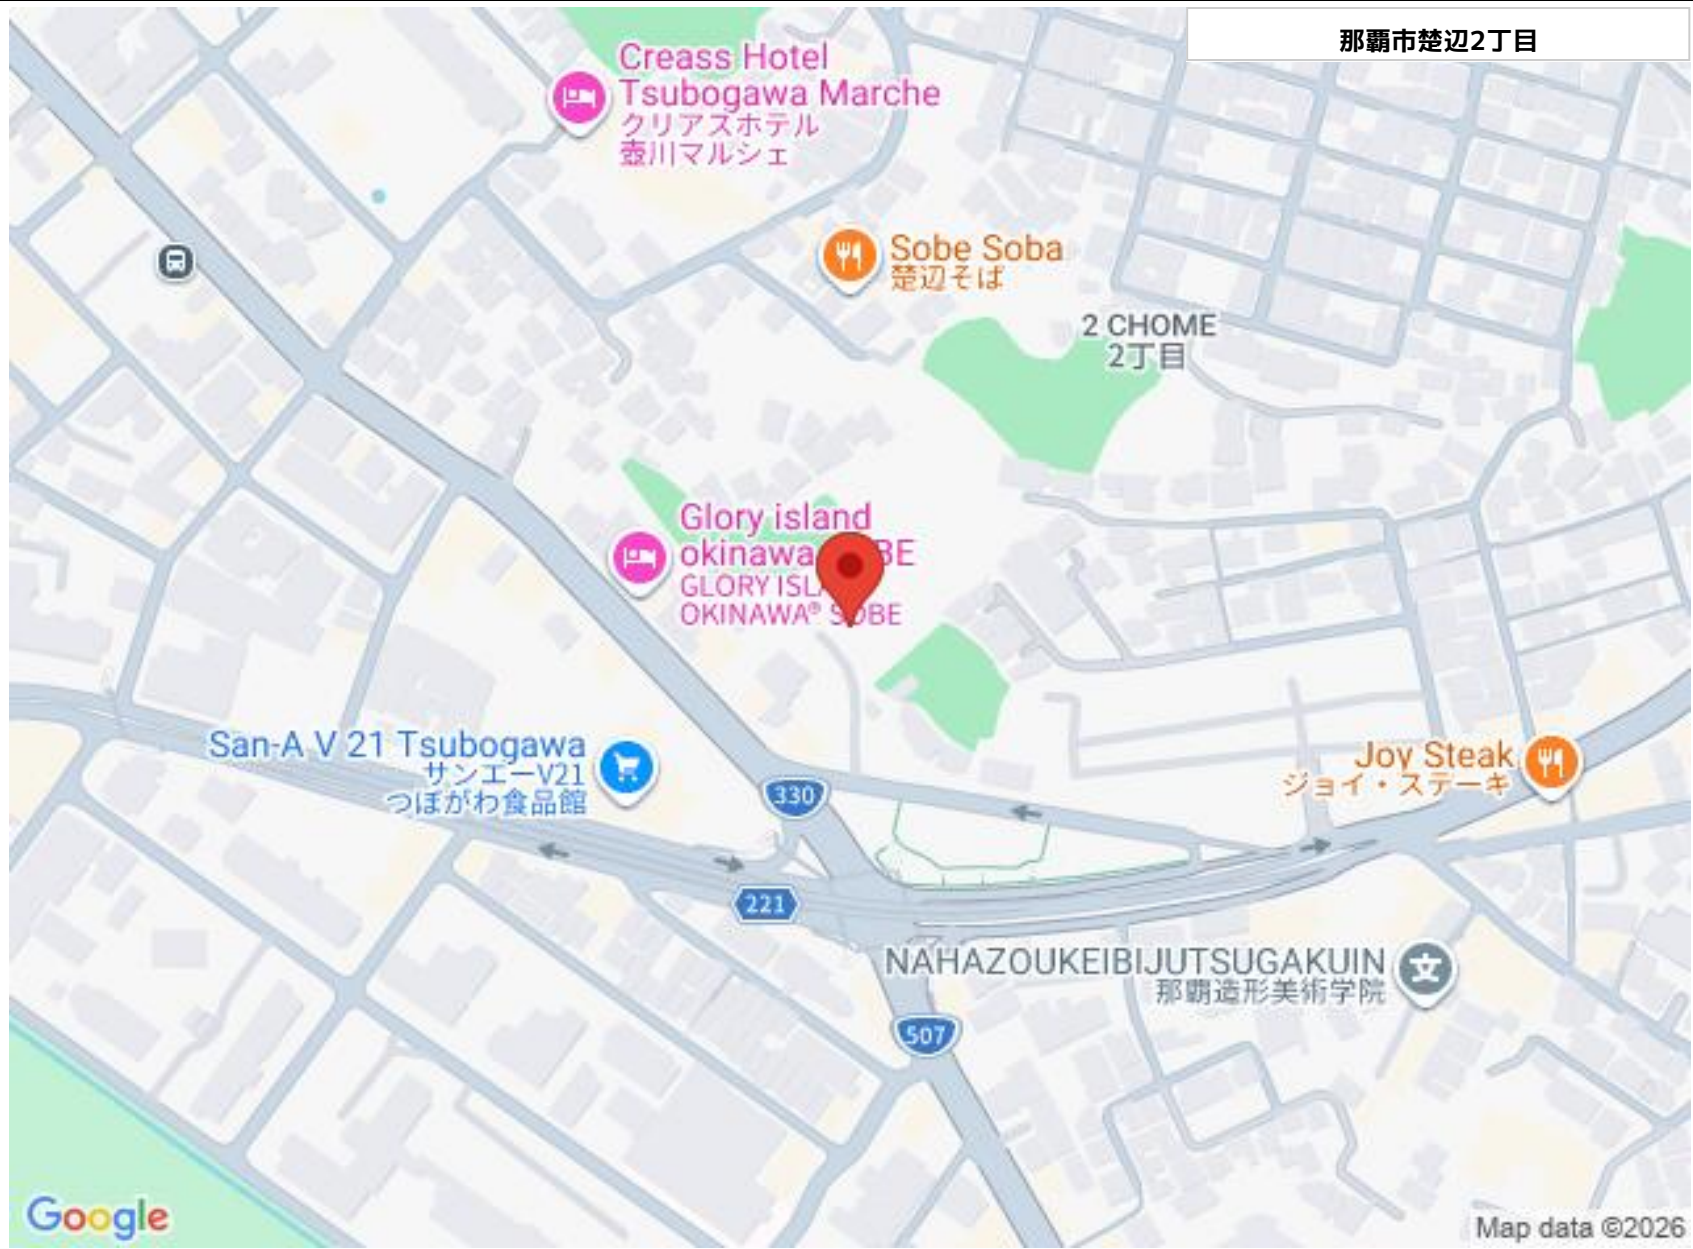 那覇市楚辺2丁目
Creass Hotel
Tsubogawa Marche
クリアスホテル
壺川マルシェ
Sobe Soba
楚辺そば
2 CHOME
2丁目
Glory island
okinawa BE
GLORY ISL
OKINAWA® SOBE
San-A V 21 Tsubogawa
サンエーV21
つぼがわ食品館
Joy Steak
ジョイ・ステーキ
330
221
NAHAZOUKEIBIJUTSUGAKUIN
那覇造形美術学院
文
507
Google
Map data ©2026